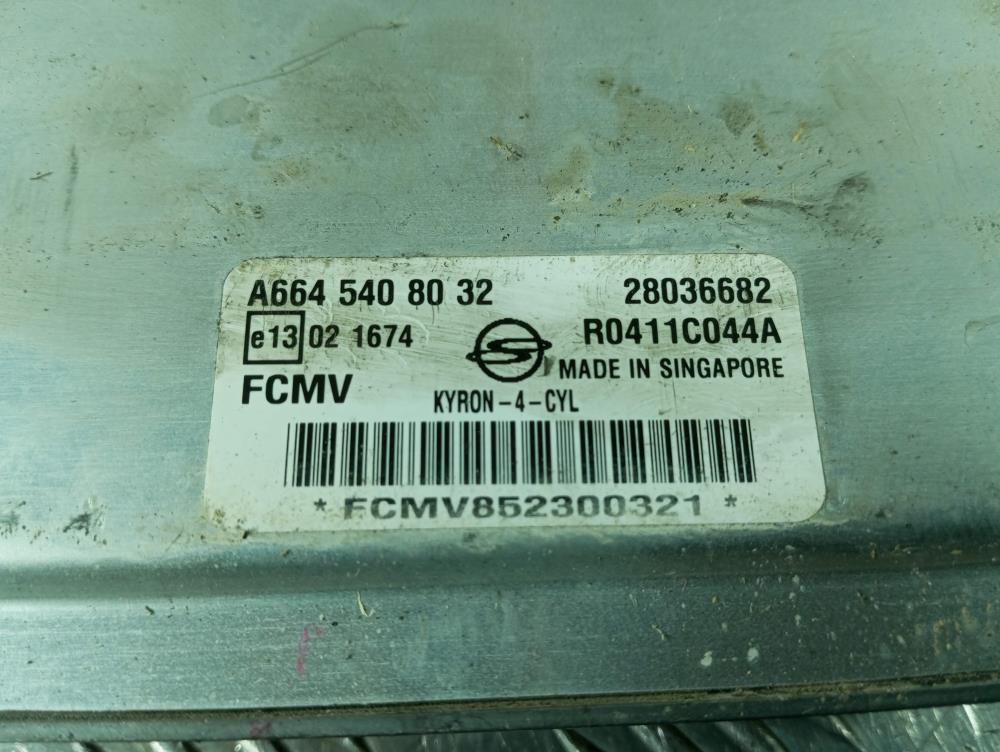 A664 540 80 32 28036682
e13 02 1674 R0411C044A
MADE IN SINGAPORE
FCMV KYRON-4-CYL
* FCMV852300321 *